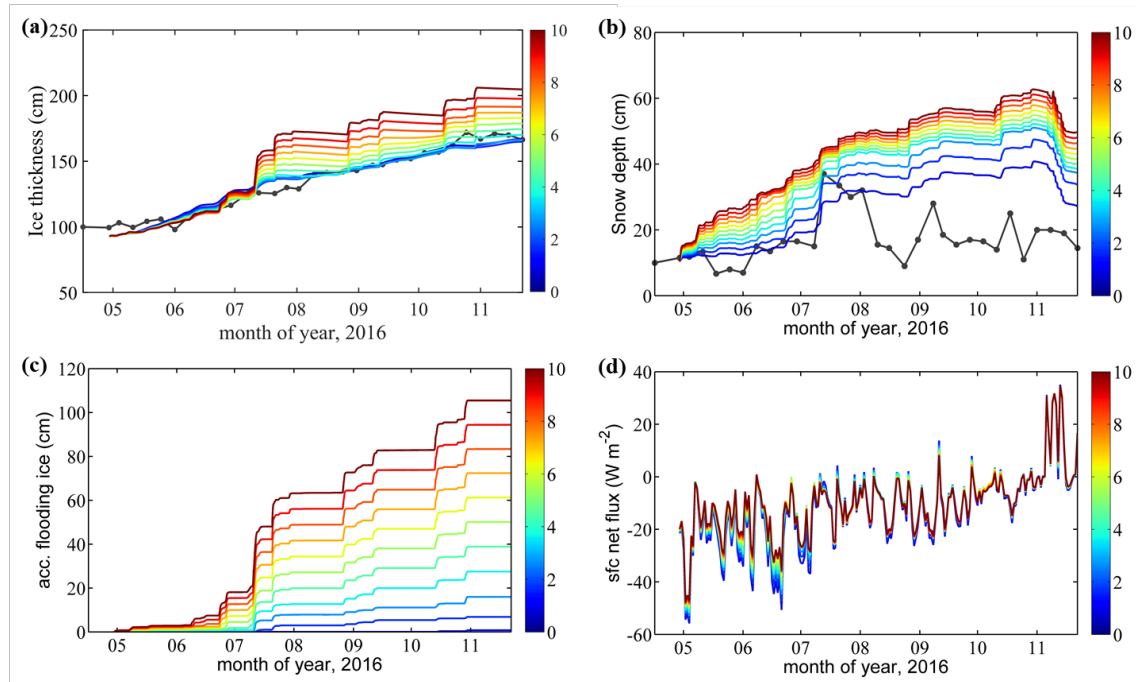 (a)
250
200
150
100
50
Ice thickness (cm)
05 06 07 08 09 10 11
month of year, 2016
10
8
6
4
2
0
(b)
80
60
40
20
0
Snow depth (cm)
05 06 07 08 09 10 11
month of year, 2016
10
8
6
4
2
0
(c)
120
100
80
60
40
20
0
acc. flooding ice (cm)
05 06 07 08 09 10 11
month of year, 2016
10
8
6
4
2
0
(d)
40
20
0
-20
-40
-60
sfc net flux (W m-2)
05 06 07 08 09 10 11
month of year, 2016
10
8
6
4
2
0